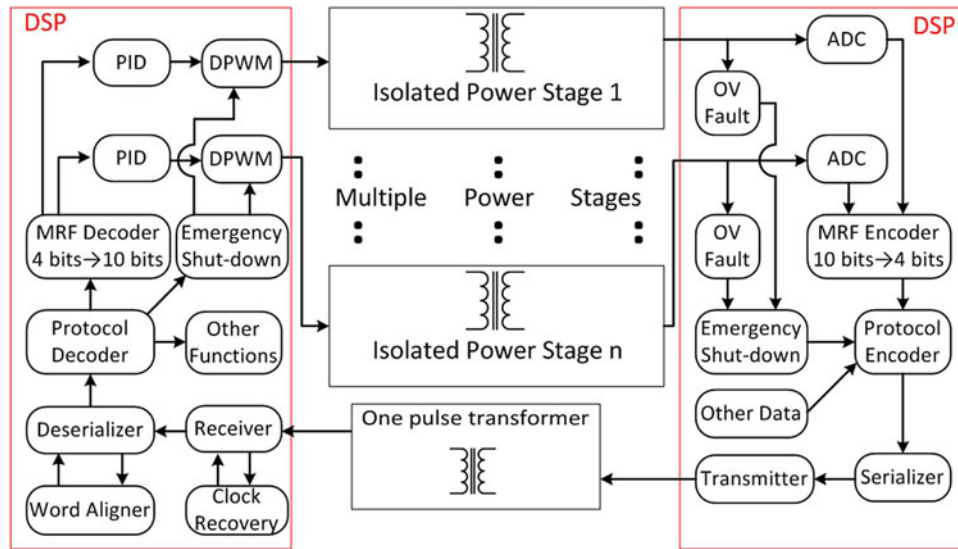 DSP
DSP
PID
DPWM
Isolated Power Stage 1
ADC
OV
Fault
PID
DPWM
Multiple Power Stages
ADC
MRF Decoder
4 bits→10 bits
Emergency
Shut-down
OV
Fault
MRF Encoder
10 bits→4 bits
Protocol
Decoder
Other
Functions
Isolated Power Stage n
Emergency
Shut-down
Protocol
Encoder
Other Data
Deserializer
Receiver
One pulse transformer
Transmitter
Serializer
Word Aligner
Clock
Recovery